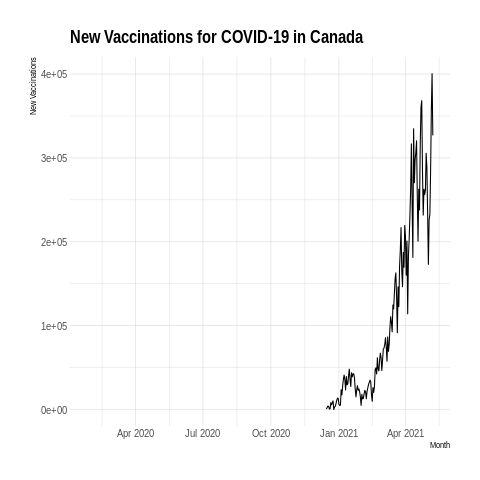 New Vaccinations for COVID-19 in Canada
New Vaccinations
4e+05
3e+05
2e+05
1e+05
0e+00
Apr 2020 Jul 2020 Oct 2020 Jan 2021 Apr 2021
Month